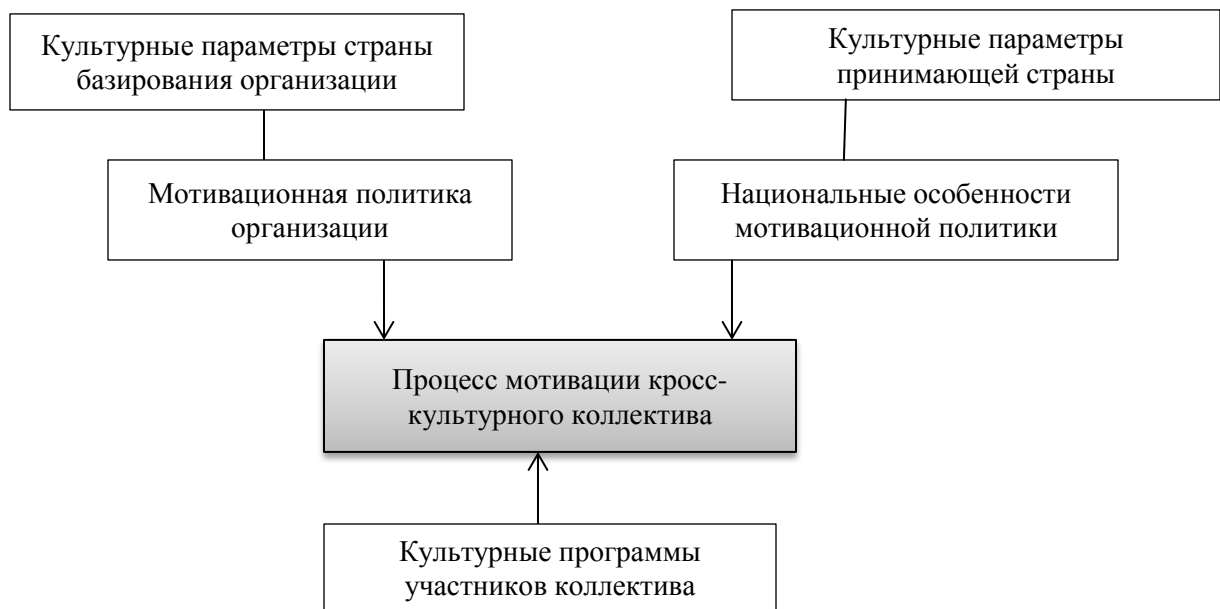 Культурные параметры страны
базирования организации
Культурные параметры
принимающей страны
Мотивационная политика
организации
Национальные особенности
мотивационной политики
Процесс мотивации кросс-
культурного коллектива
Культурные программы
участников коллектива